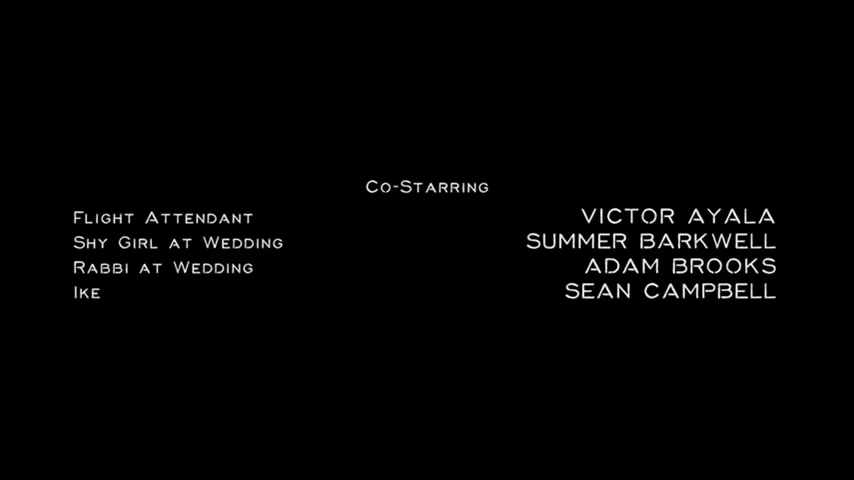 Co-Starring
Flight Attendant VICTOR AYALA
Shy Girl at Wedding SUMMER BARKWELL
Rabbi at Wedding ADAM BROOKS
Ike SEAN CAMPBELL